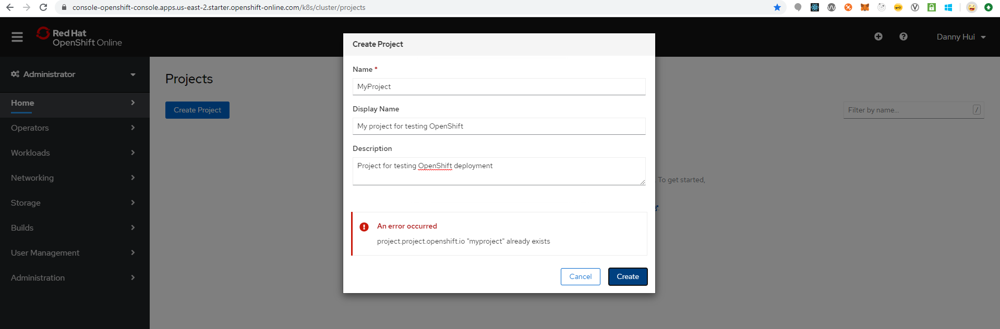 console-openshift-console.apps.us-east-2.starter.openshift-online.com/k8s/cluster/projects
Red Hat
OpenShift Online
Danny Hui
Administrator
Home
Operators
Workloads
Networking
Storage
Builds
User Management
Administration
Projects
Create Project
Filter by name...
/
To get started,
Create Project
Name *
MyProject
Display Name
My project for testing OpenShift
Description
Project for testing OpenShift deployment
An error occurred
project.project.openshift.io "myproject" already exists
Cancel
Create